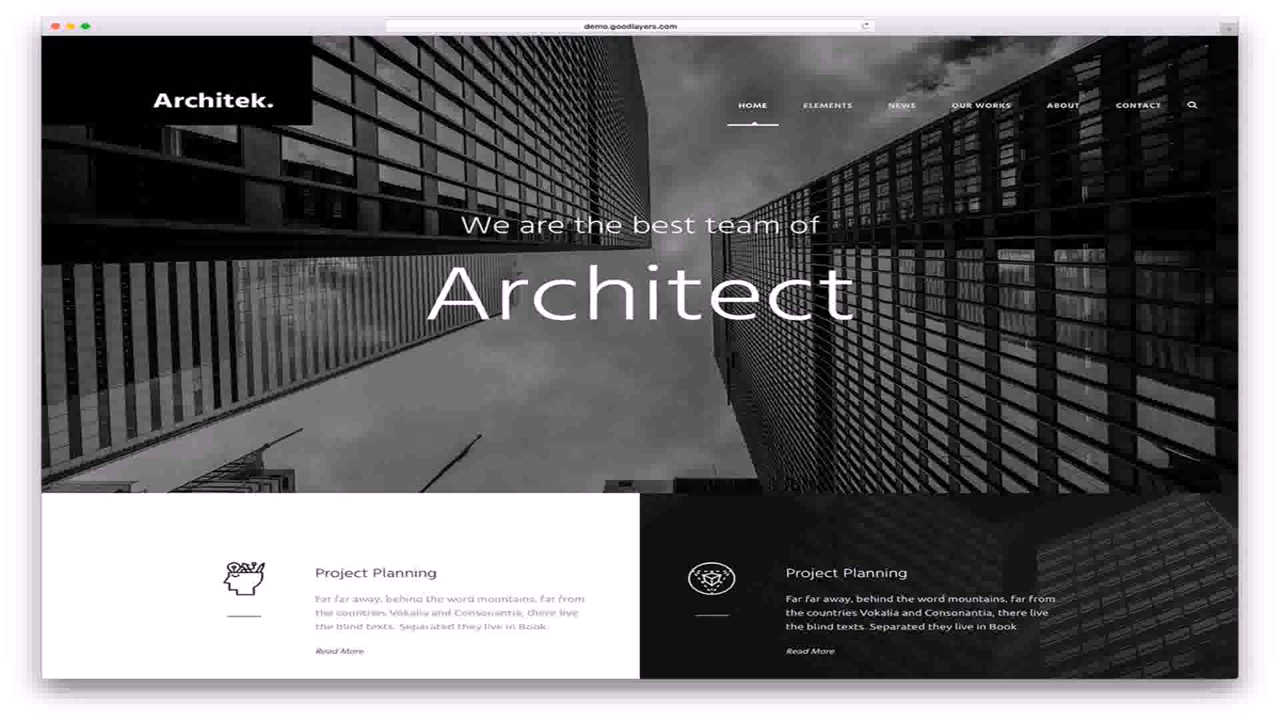 demo.goodlayers.com
Architek.
HOME ELEMENTS NEWS OUR WORKS ABOUT CONTACT
We are the best team of
Architect
Project Planning
Far far away, behind the word mountains, far from
the countries Vokalia and Consonantia, there live
the blind texts. Separated they live in Book.
Read More
Project Planning
Far far away, behind the word mountains, far from
the countries Vokalia and Consonantia, there live
the blind texts. Separated they live in Book.
Read More